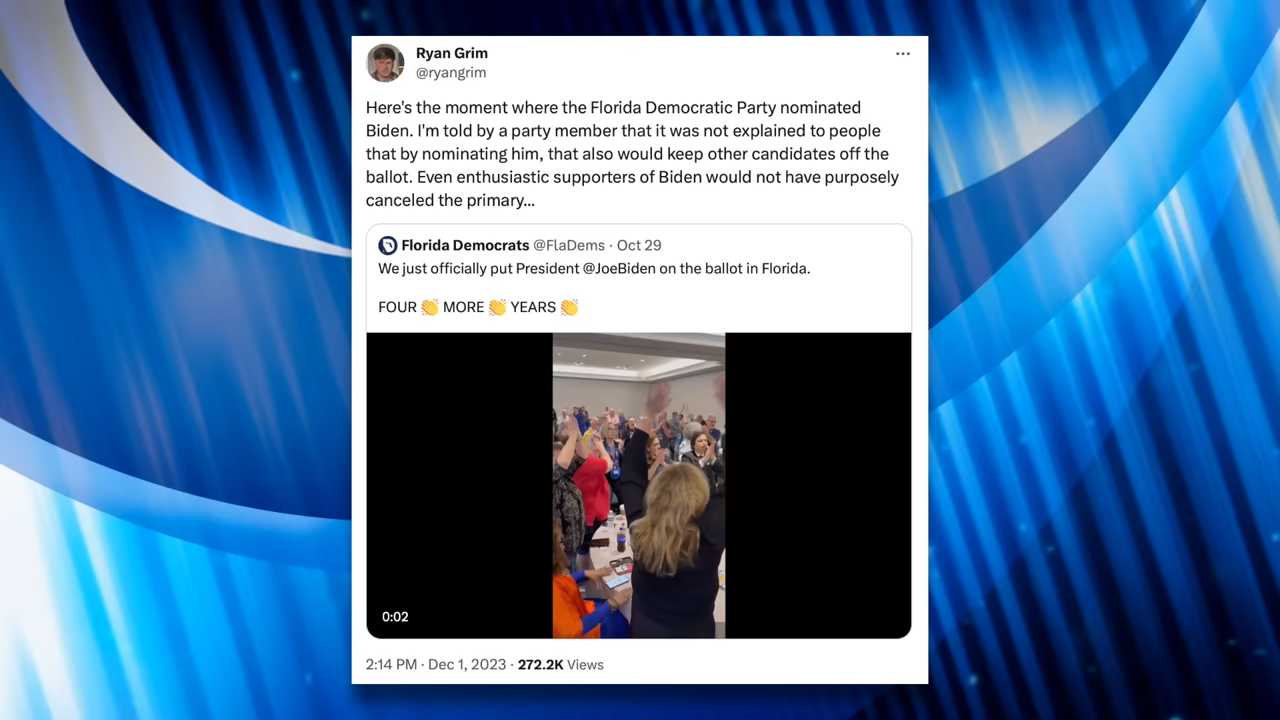 Ryan Grim
@ryangrim
Here's the moment where the Florida Democratic Party nominated
Biden. I'm told by a party member that it was not explained to people
that by nominating him, that also would keep other candidates off the
ballot. Even enthusiastic supporters of Biden would not have purposely
canceled the primary...
Florida Democrats @FlaDems · Oct 29
We just officially put President @JoeBiden on the ballot in Florida.
FOUR 👏 MORE 👏 YEARS 👏
0:02
2:14 PM · Dec 1, 2023 · 272.2K Views